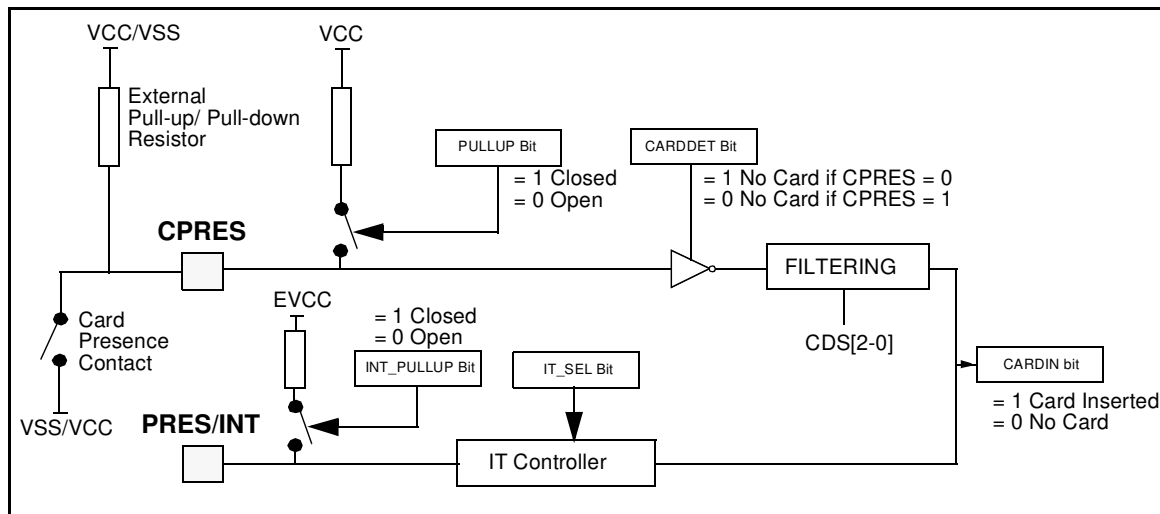 VCC/VSS
VCC
External
Pull-up/ Pull-down
Resistor
PULLUP Bit
CARDDET Bit
= 1 Closed
= 0 Open
= 1 No Card if CPRES = 0
= 0 No Card if CPRES = 1
CPRES
FILTERING
EVCC
= 1 Closed
= 0 Open
Card
Presence
Contact
CDS[2-0]
INT_PULLUP Bit
IT_SEL Bit
CARDIN bit
= 1 Card Inserted
= 0 No Card
VSS/VCC
PRES/INT
IT Controller